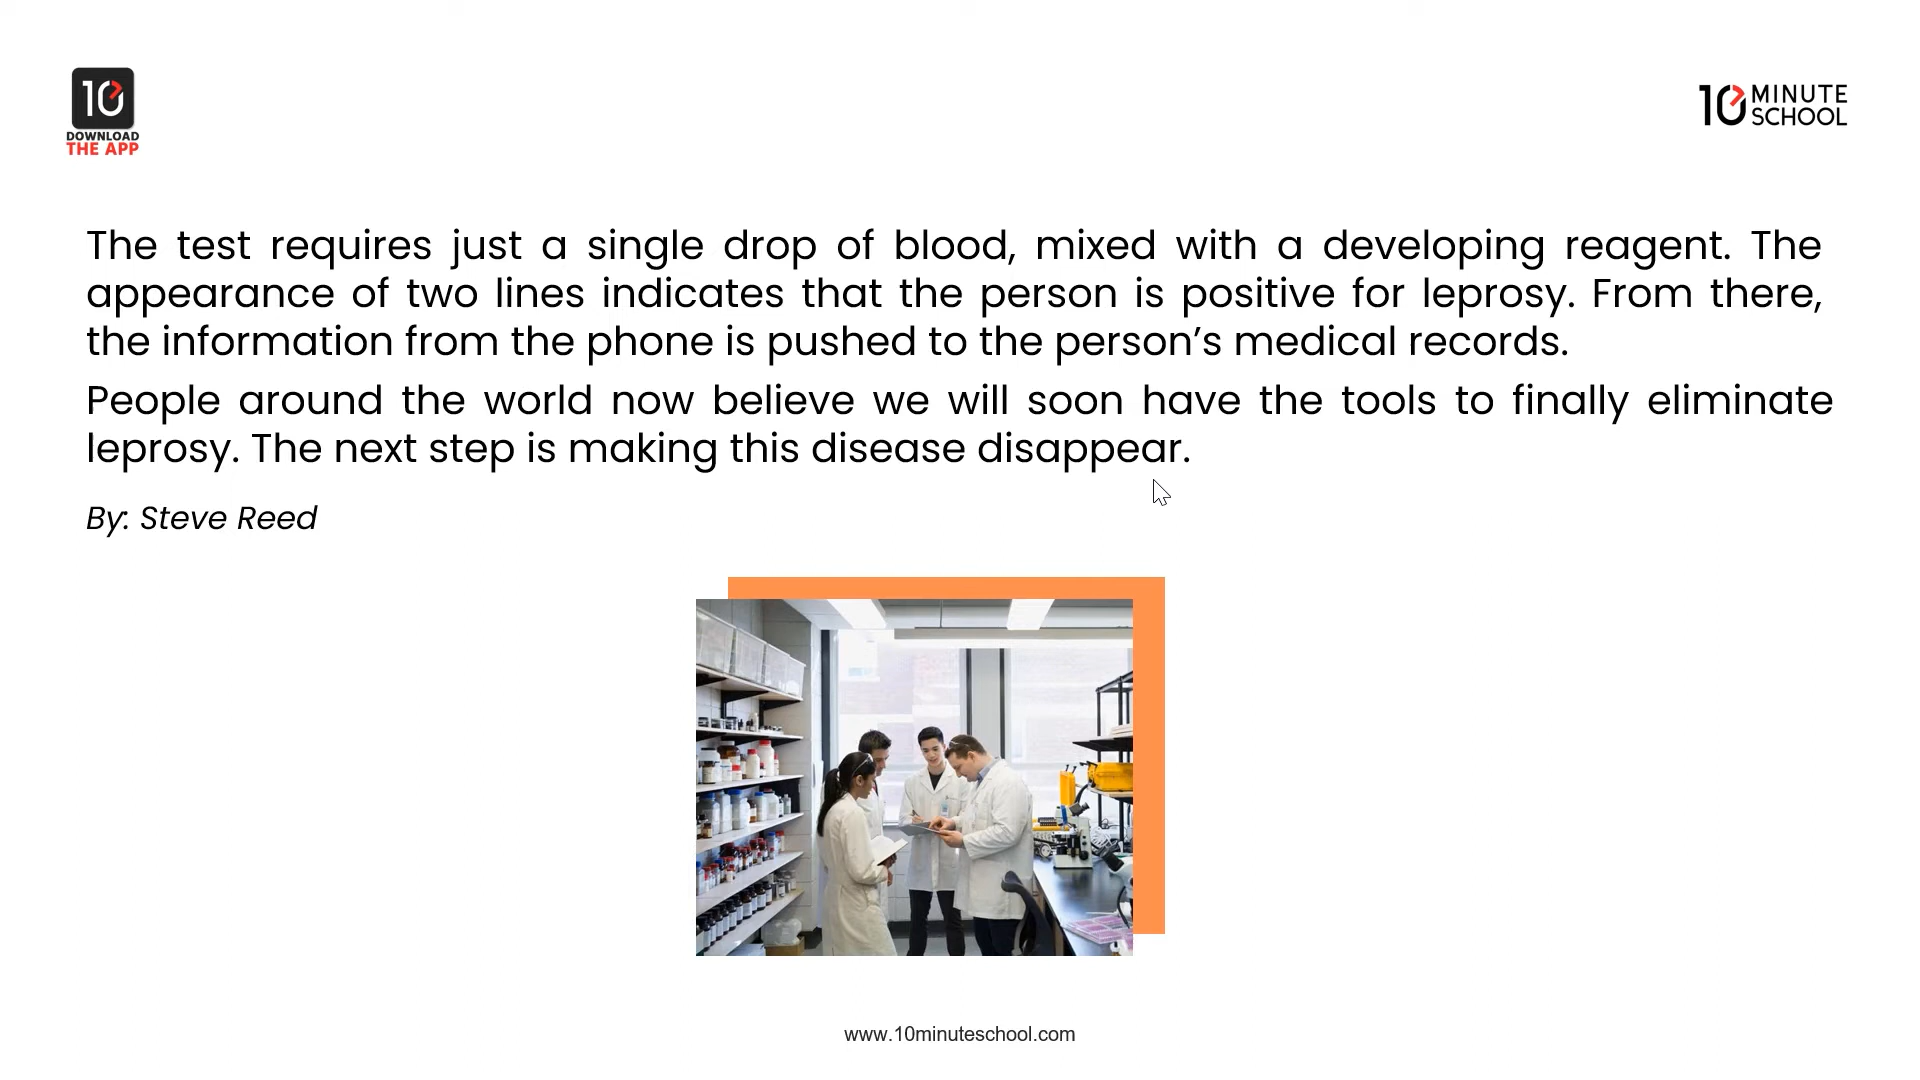 10
DOWNLOAD
THE APP
10 MINUTE
SCHOOL
The test requires just a single drop of blood, mixed with a developing reagent. The
appearance of two lines indicates that the person is positive for leprosy. From there,
the information from the phone is pushed to the person’s medical records.
People around the world now believe we will soon have the tools to finally eliminate
leprosy. The next step is making this disease disappear.
By: Steve Reed
www.10minuteschool.com